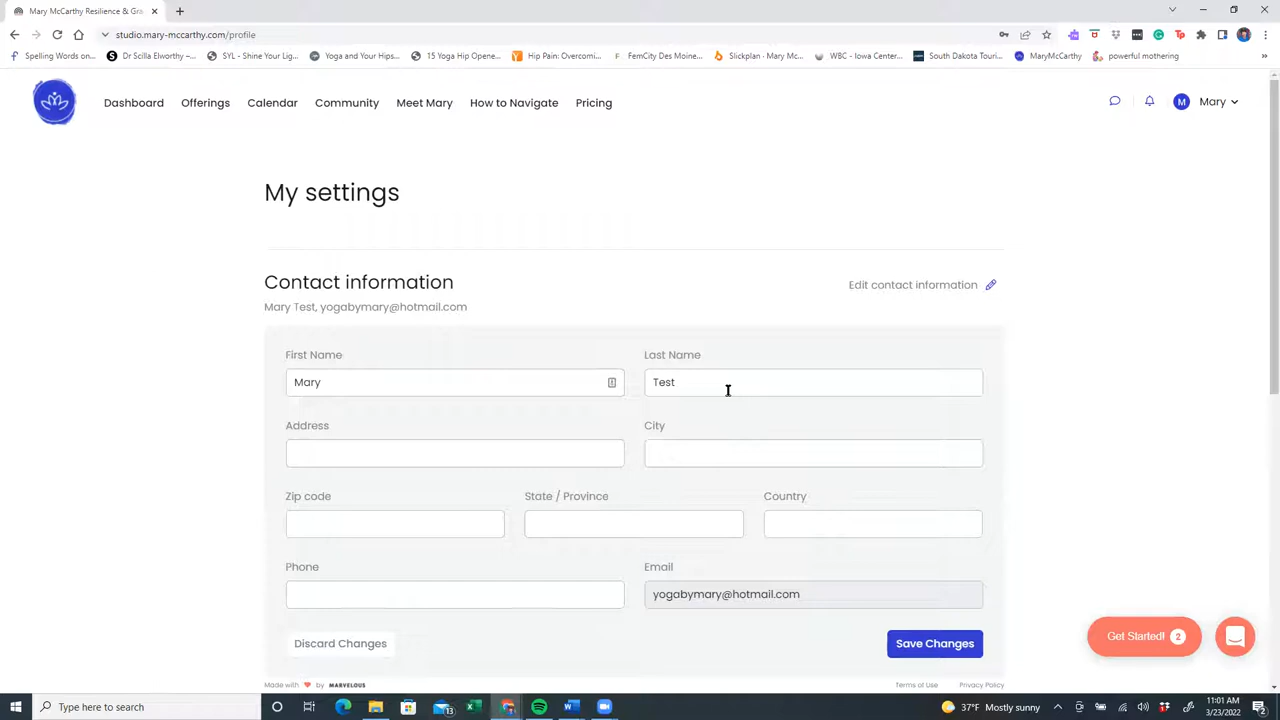 Mary McCarthy Resilience & Gra
studio.mary-mccarthy.com/profile
Spelling Words on...
Dr Scilla Elworthy –...
SYL - Shine Your Lig...
Yoga and Your Hips...
15 Yoga Hip Opene...
Hip Pain: Overcomi...
FemCity Des Moine...
Slickplan - Mary Mc...
WBC - Iowa Center...
South Dakota Touri...
MaryMcCarthy
powerful mothering
Dashboard Offerings Calendar Community Meet Mary How to Navigate Pricing
M Mary
My settings
Contact information
Edit contact information
Mary Test, yogabymary@hotmail.com
First Name
Last Name
Mary
Test
Address
City
Zip code
State / Province
Country
Phone
Email
yogabymary@hotmail.com
Discard Changes
Save Changes
Get Started! 2
Made with by MARVELOUS
Terms of Use Privacy Policy
Type here to search
13
37°F Mostly sunny
11:01 AM
3/23/2022
2